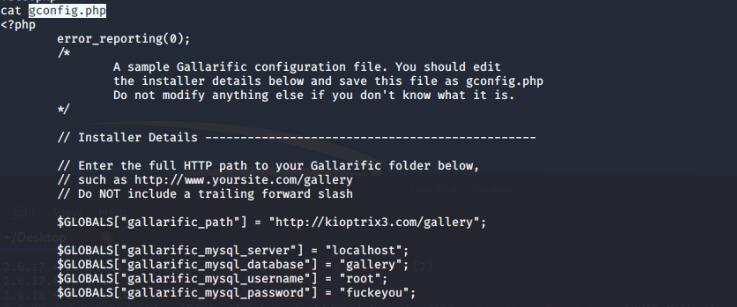 cat gconfig.php
<?php
error_reporting(0);
/*
A sample Gallarific configuration file. You should edit
the installer details below and save this file as gconfig.php
Do not modify anything else if you don't know what it is.
*/
// Installer Details -----------------------------------------------
// Enter the full HTTP path to your Gallarific folder below,
// such as http://www.yoursite.com/gallery
// Do NOT include a trailing forward slash
$GLOBALS["gallarific_path"] = "http://kioptrix3.com/gallery";
~/Desktop
$GLOBALS["gallarific_mysql_server"] = "localhost";
$GLOBALS["gallarific_mysql_database"] = "gallery";
$GLOBALS["gallarific_mysql_username"] = "root";
$GLOBALS["gallarific_mysql_password"] = "fuckeyou";